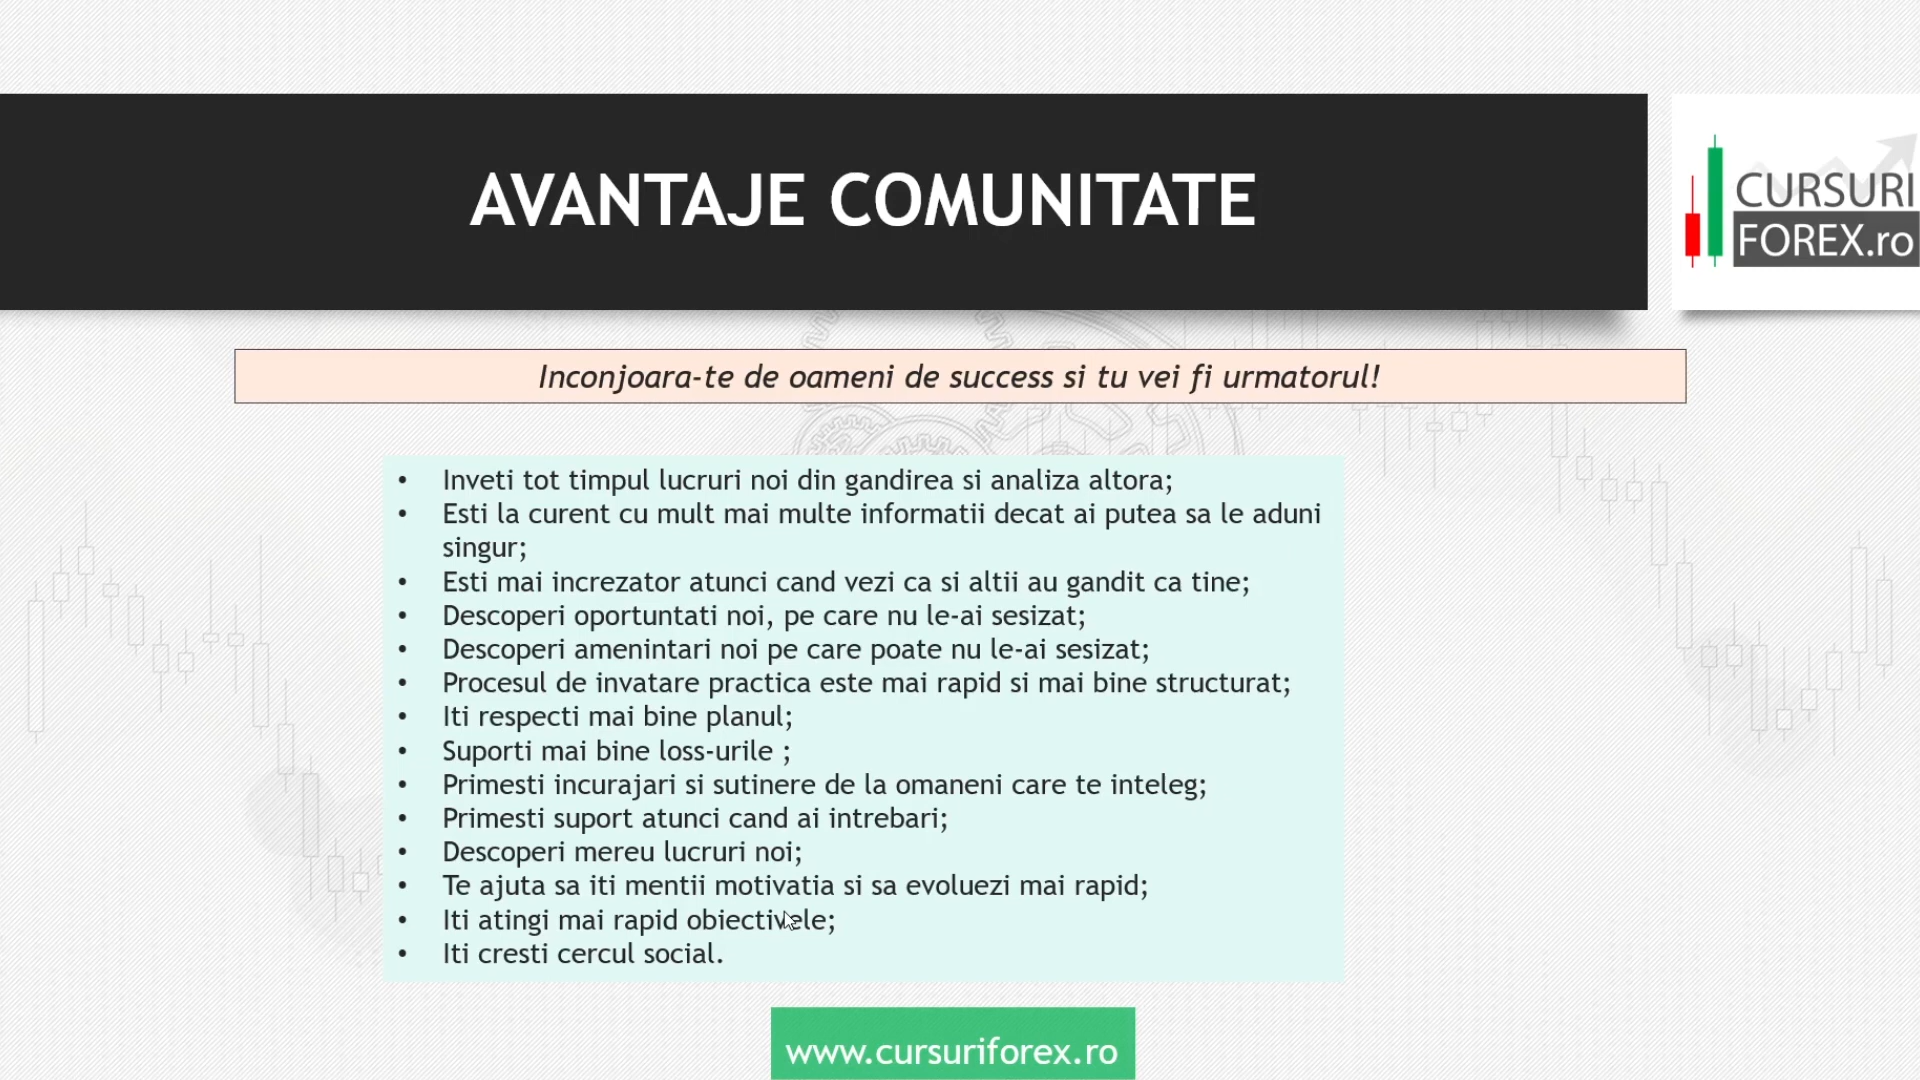 AVANTAJE COMUNITATE
CURSURI
FOREX.ro
Inconjoara-te de oameni de success si tu vei fi urmatorul!
• Inveti tot timpul lucruri noi din gandirea si analiza altora;
• Esti la curent cu mult mai multe informatii decat ai putea sa le aduni
singur;
• Esti mai increzator atunci cand vezi ca si altii au gandit ca tine;
• Descoperi oportuntati noi, pe care nu le-ai sesizat;
• Descoperi amenintari noi pe care poate nu le-ai sesizat;
• Procesul de invatare practica este mai rapid si mai bine structurat;
• Iti respecti mai bine planul;
• Suporti mai bine loss-urile ;
• Primesti incurajari si sutinere de la omaneni care te inteleg;
• Primesti suport atunci cand ai intrebari;
• Descoperi mereu lucruri noi;
• Te ajuta sa iti mentii motivatia si sa evoluezi mai rapid;
• Iti atingi mai rapid obiectivele;
• Iti cresti cercul social.
www.cursuriforex.ro